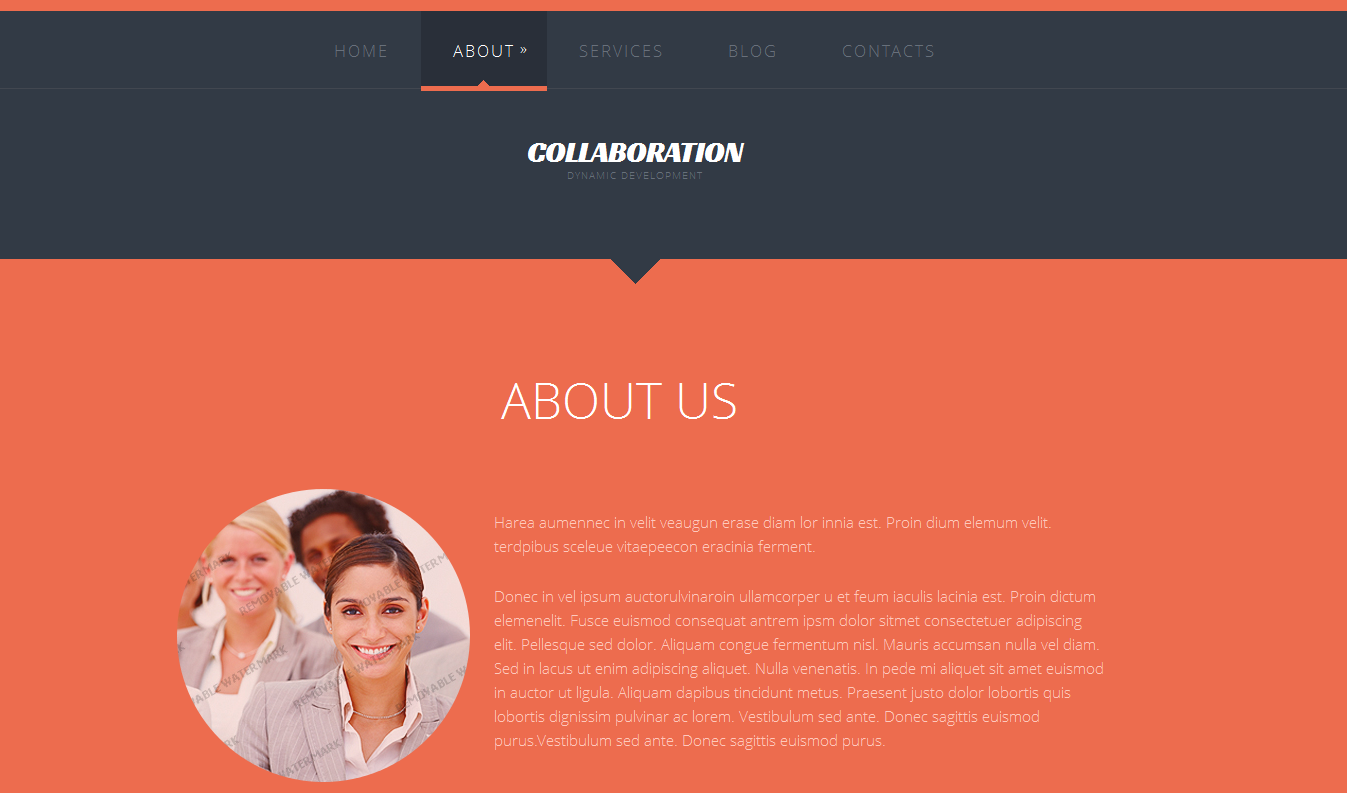 HOME ABOUT » SERVICES BLOG CONTACTS
COLLABORATION
DYNAMIC DEVELOPMENT
ABOUT US
Harea aumennec in velit veaugun erase diam lor innia est. Proin dium elemum velit.
terdpibus sceleue vitaepeecon eracinia ferment.
Donec in vel ipsum auctorulvinaroin ullamcorper u et feum iaculis lacinia est. Proin dictum
elemenelit. Fusce euismod consequat antrem ipsm dolor sitmet consectetuer adipiscing
elit. Pellesque sed dolor. Aliquam congue fermentum nisl. Mauris accumsan nulla vel diam.
Sed in lacus ut enim adipiscing aliquet. Nulla venenatis. In pede mi aliquet sit amet euismod
in auctor ut ligula. Aliquam dapibus tincidunt metus. Praesent justo dolor lobortis quis
lobortis dignissim pulvinar ac lorem. Vestibulum sed ante. Donec sagittis euismod
purus.Vestibulum sed ante. Donec sagittis euismod purus.
REMOVABLE WATERMARK